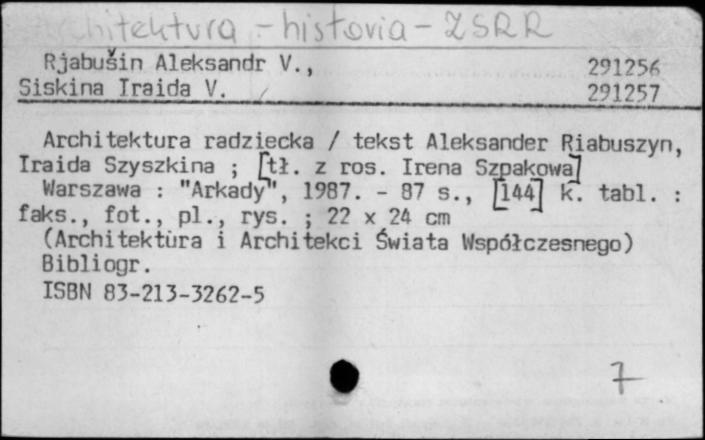 Architektura - historia - ZSRR
Rjabušin Aleksandr V., 291256
Siskina Iraida V. 291257
Architektura radziecka / tekst Aleksander Riabuszyn,
Iraida Szyszkina ; [tł. z ros. Irena Szpakowa]
Warszawa : "Arkady", 1987. - 87 s., [144] k. tabl. :
faks., fot., pl., rys. ; 22 x 24 cm
(Architektura i Architekci Świata Współczesnego)
Bibliogr.
ISBN 83-213-3262-5
7